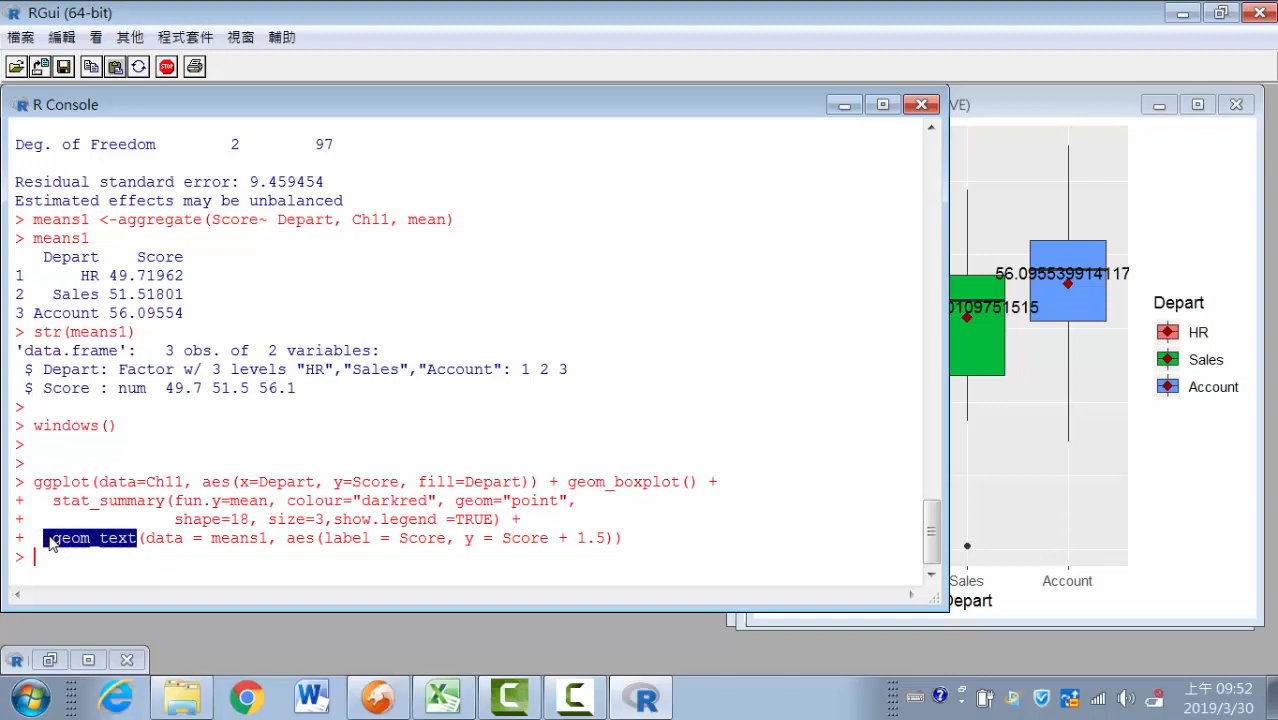 RGui (64-bit)
檔案 編輯 看 其他 程式套件 視窗 輔助
STOP
R Console
Deg. of Freedom 2 97
Residual standard error: 9.459454
Estimated effects may be unbalanced
> means1 <-aggregate(Score~ Depart, Ch11, mean)
> means1
Depart Score
1 HR 49.71962
2 Sales 51.51801
3 Account 56.09554
> str(means1)
'data.frame': 3 obs. of 2 variables:
$ Depart: Factor w/ 3 levels "HR","Sales","Account": 1 2 3
$ Score : num 49.7 51.5 56.1
>
> windows()
>
>
> ggplot(data=Ch11, aes(x=Depart, y=Score, fill=Depart)) + geom_boxplot() +
+ stat_summary(fun.y=mean, colour="darkred", geom="point",
+ shape=18, size=3,show.legend =TRUE) +
+ geom_text(data = means1, aes(label = Score, y = Score + 1.5))
>
VE)
56.095539914117
0109751515
Depart
HR
Sales
Account
Sales Account
Depart
上午 09:52
2019/3/30